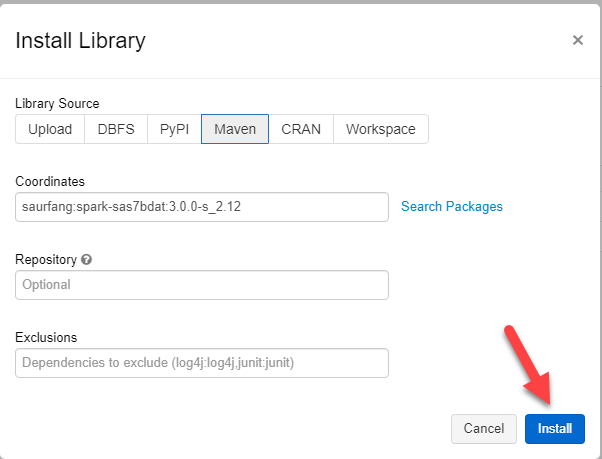 Install Library
×
Library Source
Upload DBFS PyPI Maven CRAN Workspace
Coordinates
saurfang:spark-sas7bdat:3.0.0-s_2.12 Search Packages
Repository ?
Optional
Exclusions
Dependencies to exclude (log4j:log4j,junit:junit)
Cancel Install